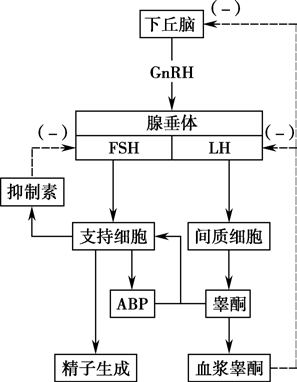 下丘脑
(-)
GnRH
腺垂体
(-)
(-)
FSH
LH
抑制素
支持细胞
间质细胞
ABP
睾酮
精子生成
血浆睾酮